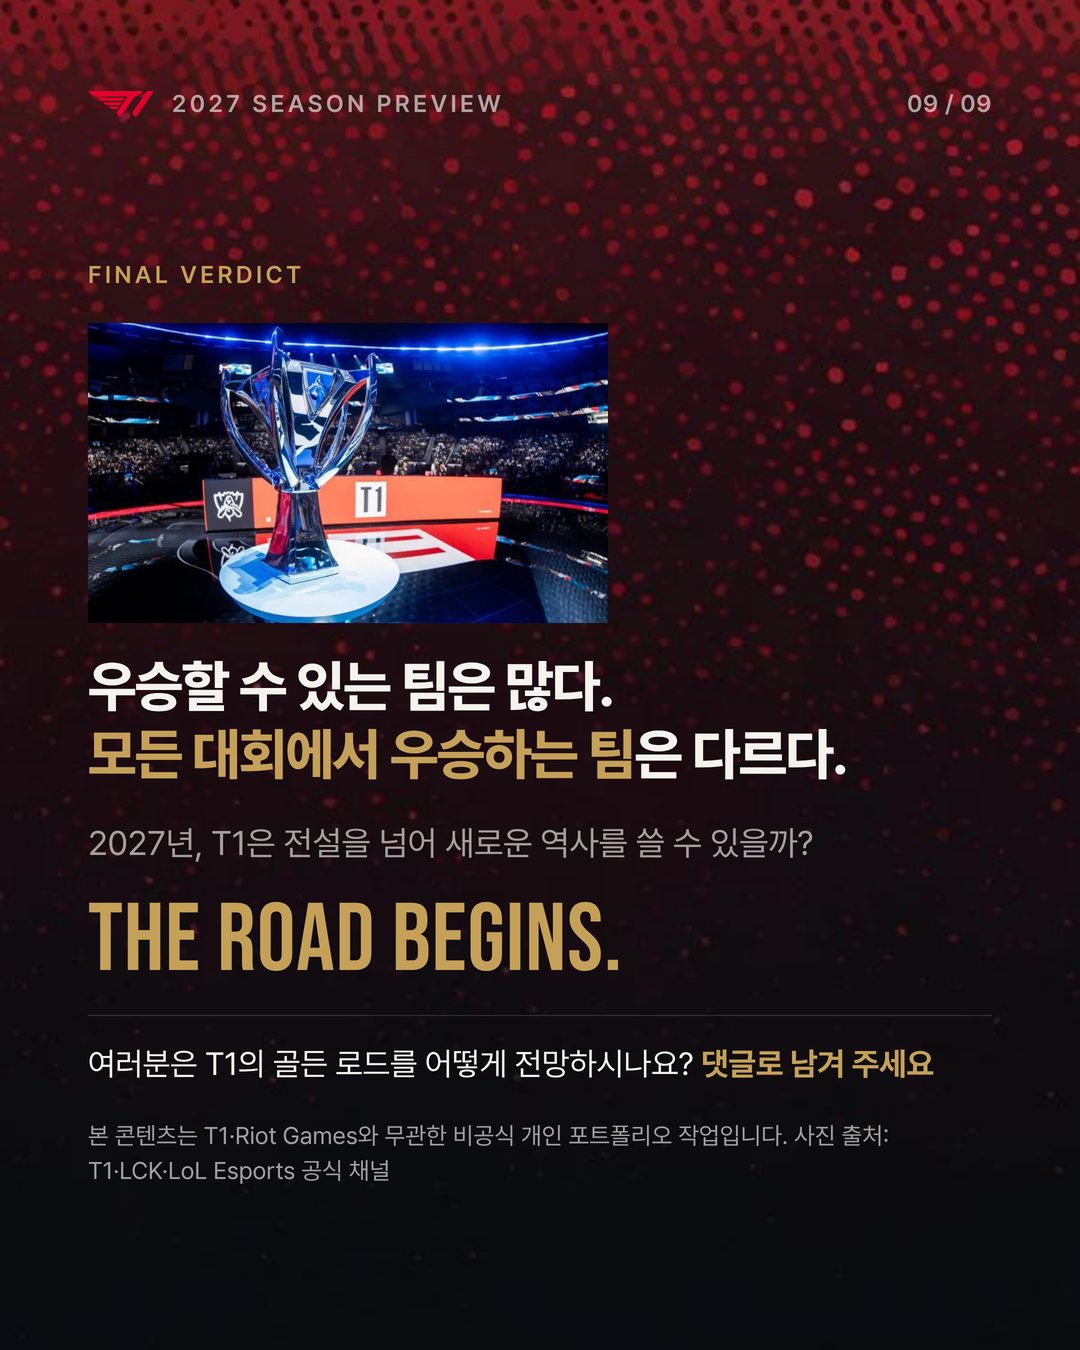 T1 2027 SEASON PREVIEW 09 / 09
FINAL VERDICT
T1
우승할 수 있는 팀은 많다.
모든 대회에서 우승하는 팀은 다르다.
2027년, T1은 전설을 넘어 새로운 역사를 쓸 수 있을까?
THE ROAD BEGINS.
여러분은 T1의 골든 로드를 어떻게 전망하시나요? 댓글로 남겨 주세요
본 콘텐츠는 T1·Riot Games와 무관한 비공식 개인 포트폴리오 작업입니다. 사진 출처:
T1·LCK·LoL Esports 공식 채널